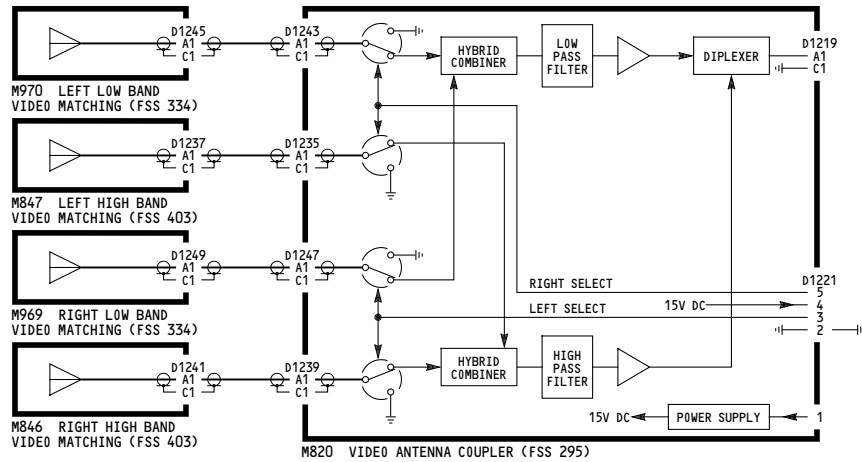 D1245
A1
C1
D1243
A1
C1
HYBRID
COMBINER
LOW
PASS
FILTER
DIPLEXER
D1219
A1
C1
M970 LEFT LOW BAND
VIDEO MATCHING (FSS 334)
D1237
A1
C1
D1235
A1
C1
M847 LEFT HIGH BAND
VIDEO MATCHING (FSS 403)
D1249
A1
C1
D1247
A1
C1
RIGHT SELECT
LEFT SELECT
15V DC
D1221
5
4
3
2
M969 RIGHT LOW BAND
VIDEO MATCHING (FSS 334)
D1241
A1
C1
D1239
A1
C1
HYBRID
COMBINER
HIGH
PASS
FILTER
15V DC
POWER SUPPLY
1
M846 RIGHT HIGH BAND
VIDEO MATCHING (FSS 403)
M820 VIDEO ANTENNA COUPLER (FSS 295)